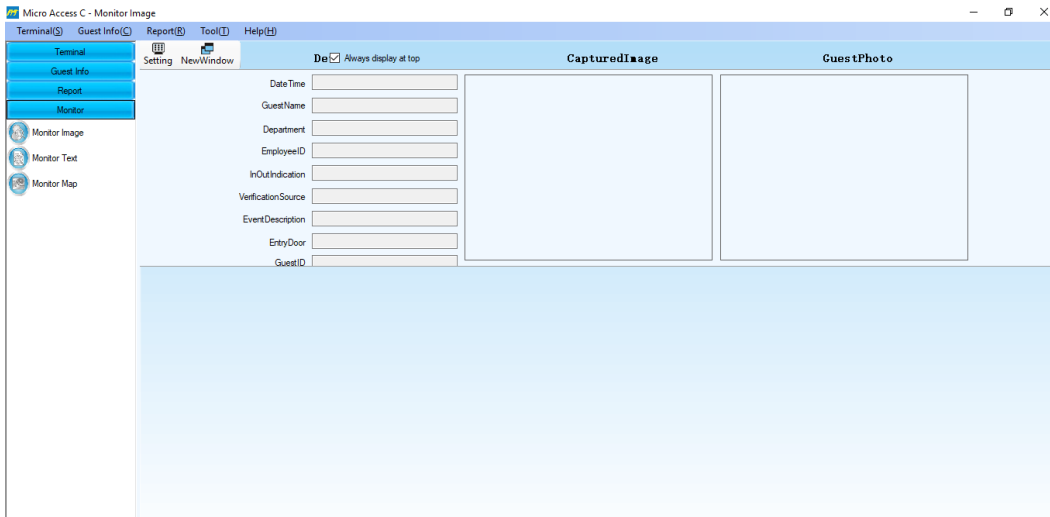 Micro Access C - Monitor Image
Terminal(S) Guest Info(C) Report(R) Tool(T) Help(H)
Terminal
Guest Info
Report
Monitor
Monitor Image
Monitor Text
Monitor Map
Setting NewWindow
De Always display at top CapturedImage GuestPhoto
DateTime
GuestName
Department
EmployeeID
InOutIndication
VerificationSource
EventDescription
EntryDoor
GuestID